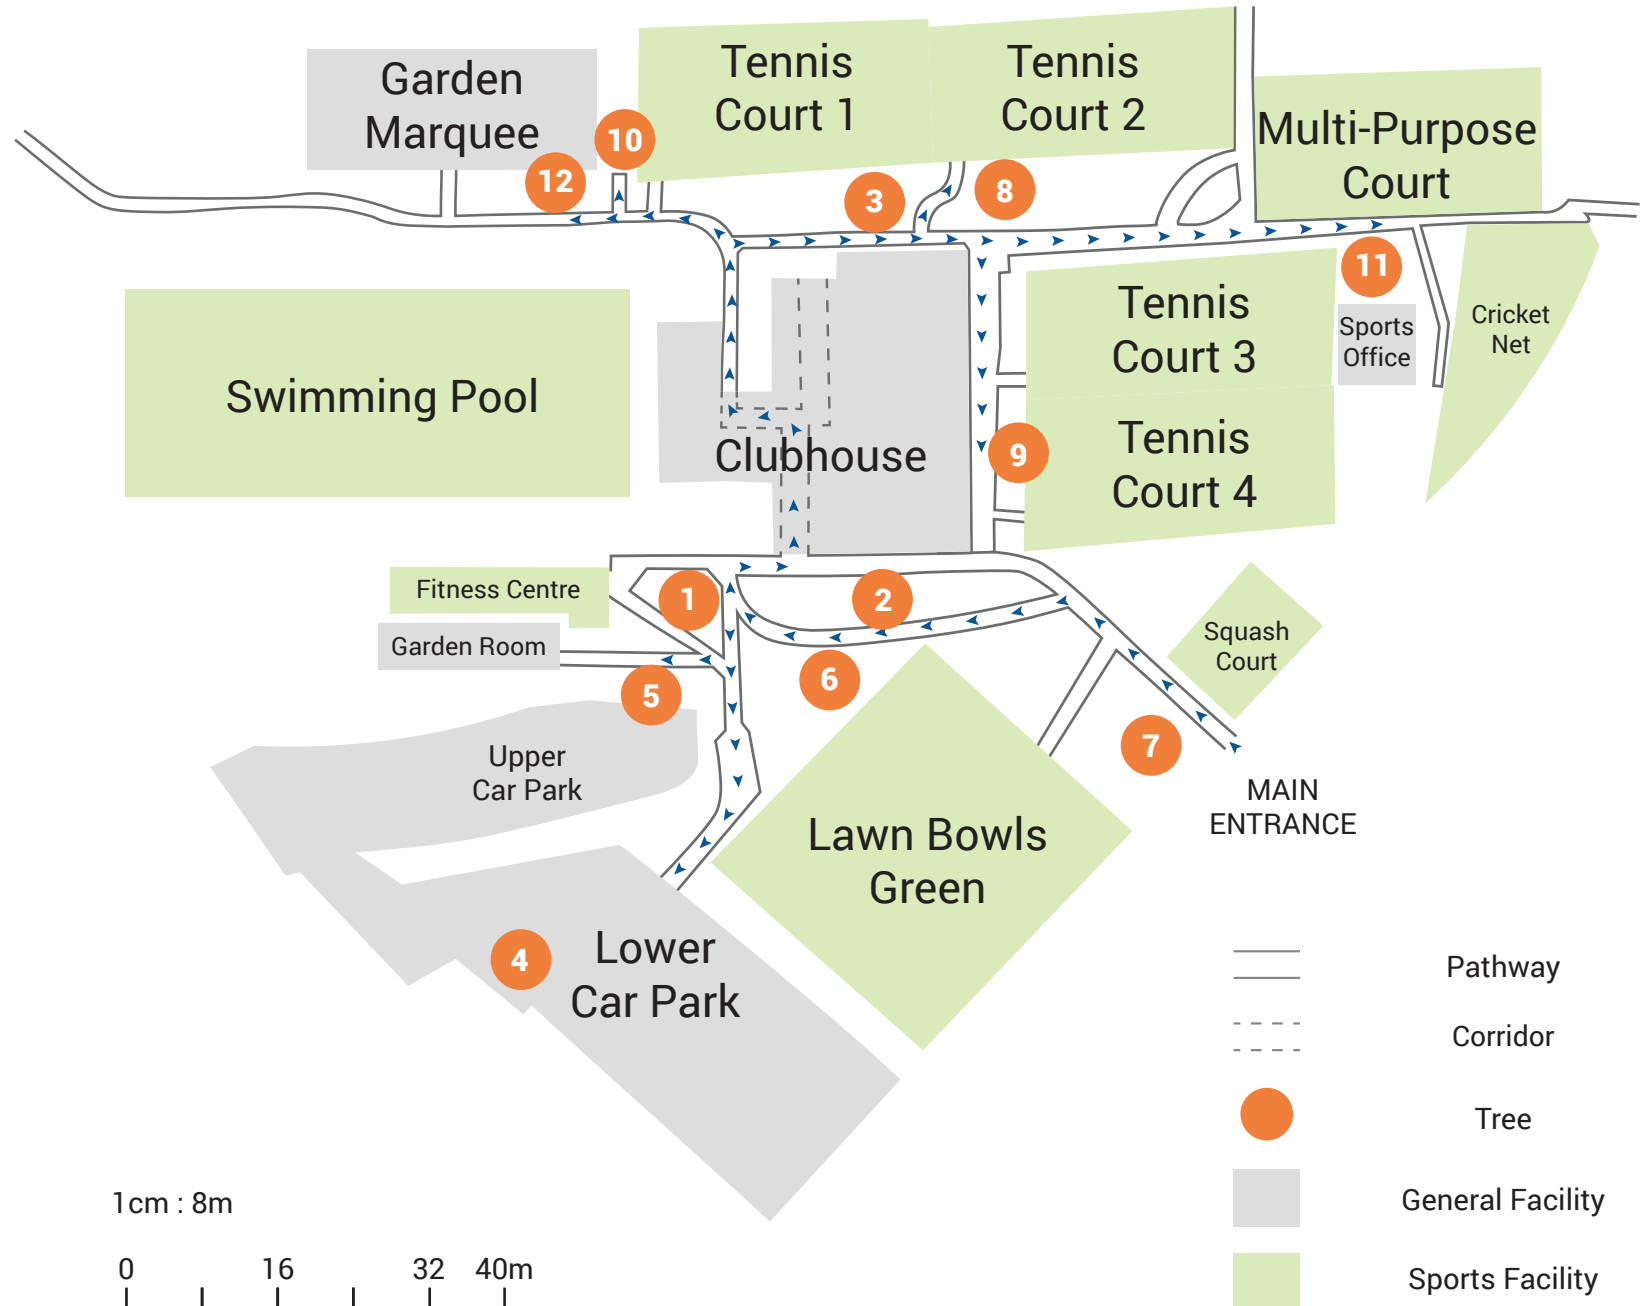 Garden
Marquee
Tennis
Court 1
Tennis
Court 2
Multi-Purpose
Court
10
12
3
8
11
Swimming Pool
Tennis
Court 3
Sports
Office
Cricket
Net
Clubhouse
9
Tennis
Court 4
Fitness Centre
1
2
Garden Room
Squash
Court
5
6
7
Upper
Car Park
MAIN
ENTRANCE
Lawn Bowls
Green
4
Lower
Car Park
Pathway
Corridor
Tree
General Facility
Sports Facility
1cm : 8m
0 16 32 40m